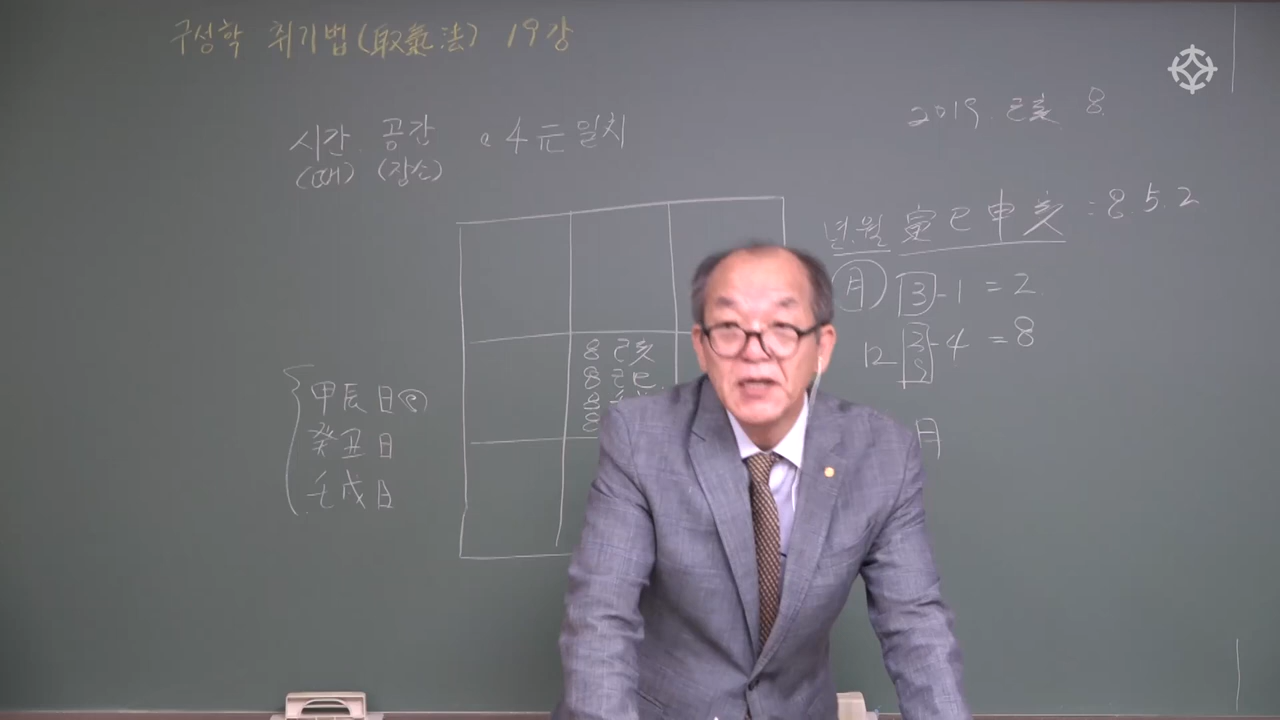 구성학 취기법(取氣法) 19강
2019. 己亥 8
시간 공간 4元일치
(때) (장소)
년.월 寅巳申亥 : 8.5.2
月 3 - 1 = 2
12 - 4 = 8
8 己亥
8 己巳
8
8
甲辰日
癸丑日
壬戌日
月